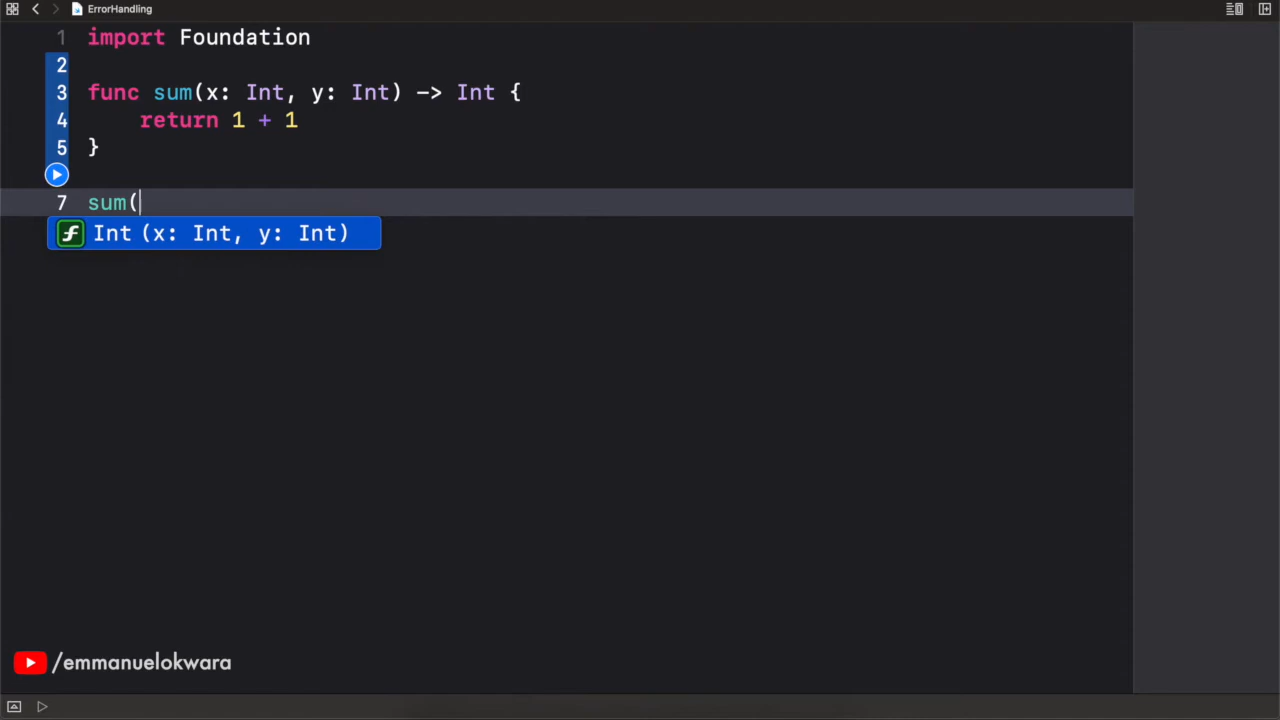 ErrorHandling
1 import Foundation
2
3 func sum(x: Int, y: Int) -> Int {
4 return 1 + 1
5 }
7 sum(
f Int (x: Int, y: Int)
/emmanuelokwara